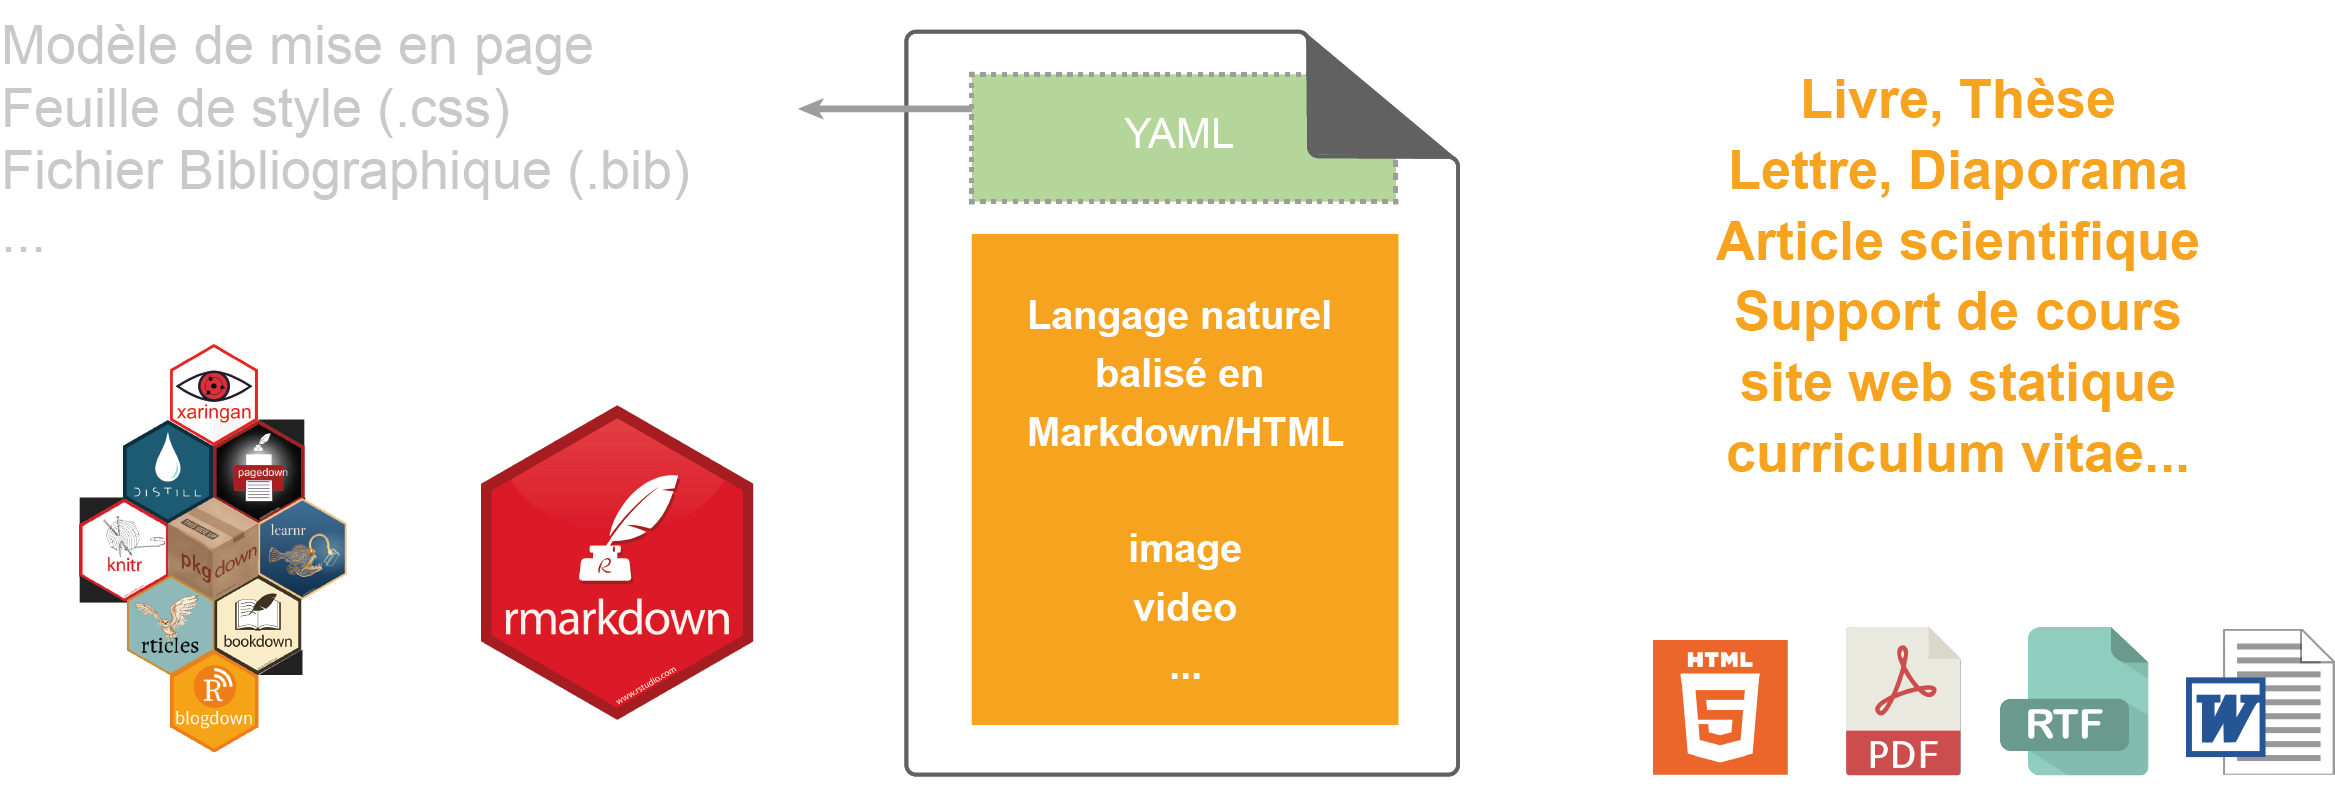 Modèle de mise en page
Feuille de style (.css)
Fichier Bibliographique (.bib)
...
xaringan
DISTILL
pagedown
knitr
pkgdown
learnr
rticles
bookdown
R
blogdown
R
rmarkdown
www.rstudio.com
YAML
Langage naturel
balisé en
Markdown/HTML
image
video
...
Livre, Thèse
Lettre, Diaporama
Article scientifique
Support de cours
site web statique
curriculum vitae...
HTML
5
PDF
RTF
W